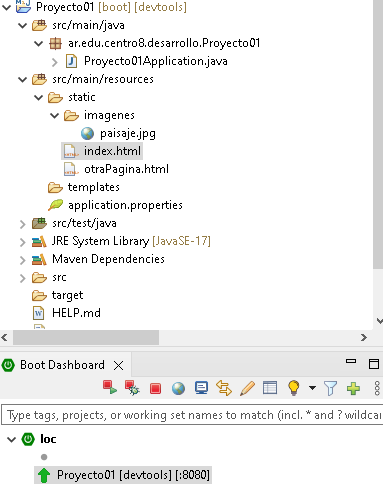 Proyecto01 [boot] [devtools]
src/main/java
ar.edu.centro8.desarrollo.Proyecto01
Proyecto01Application.java
src/main/resources
static
imagenes
paisaje.jpg
index.html
otraPagina.html
templates
application.properties
src/test/java
JRE System Library [JavaSE-17]
Maven Dependencies
src
target
HELP.md
Boot Dashboard
Type tags, projects, or working set names to match (incl. * and ? wildcar
loc
Proyecto01 [devtools] [:8080]